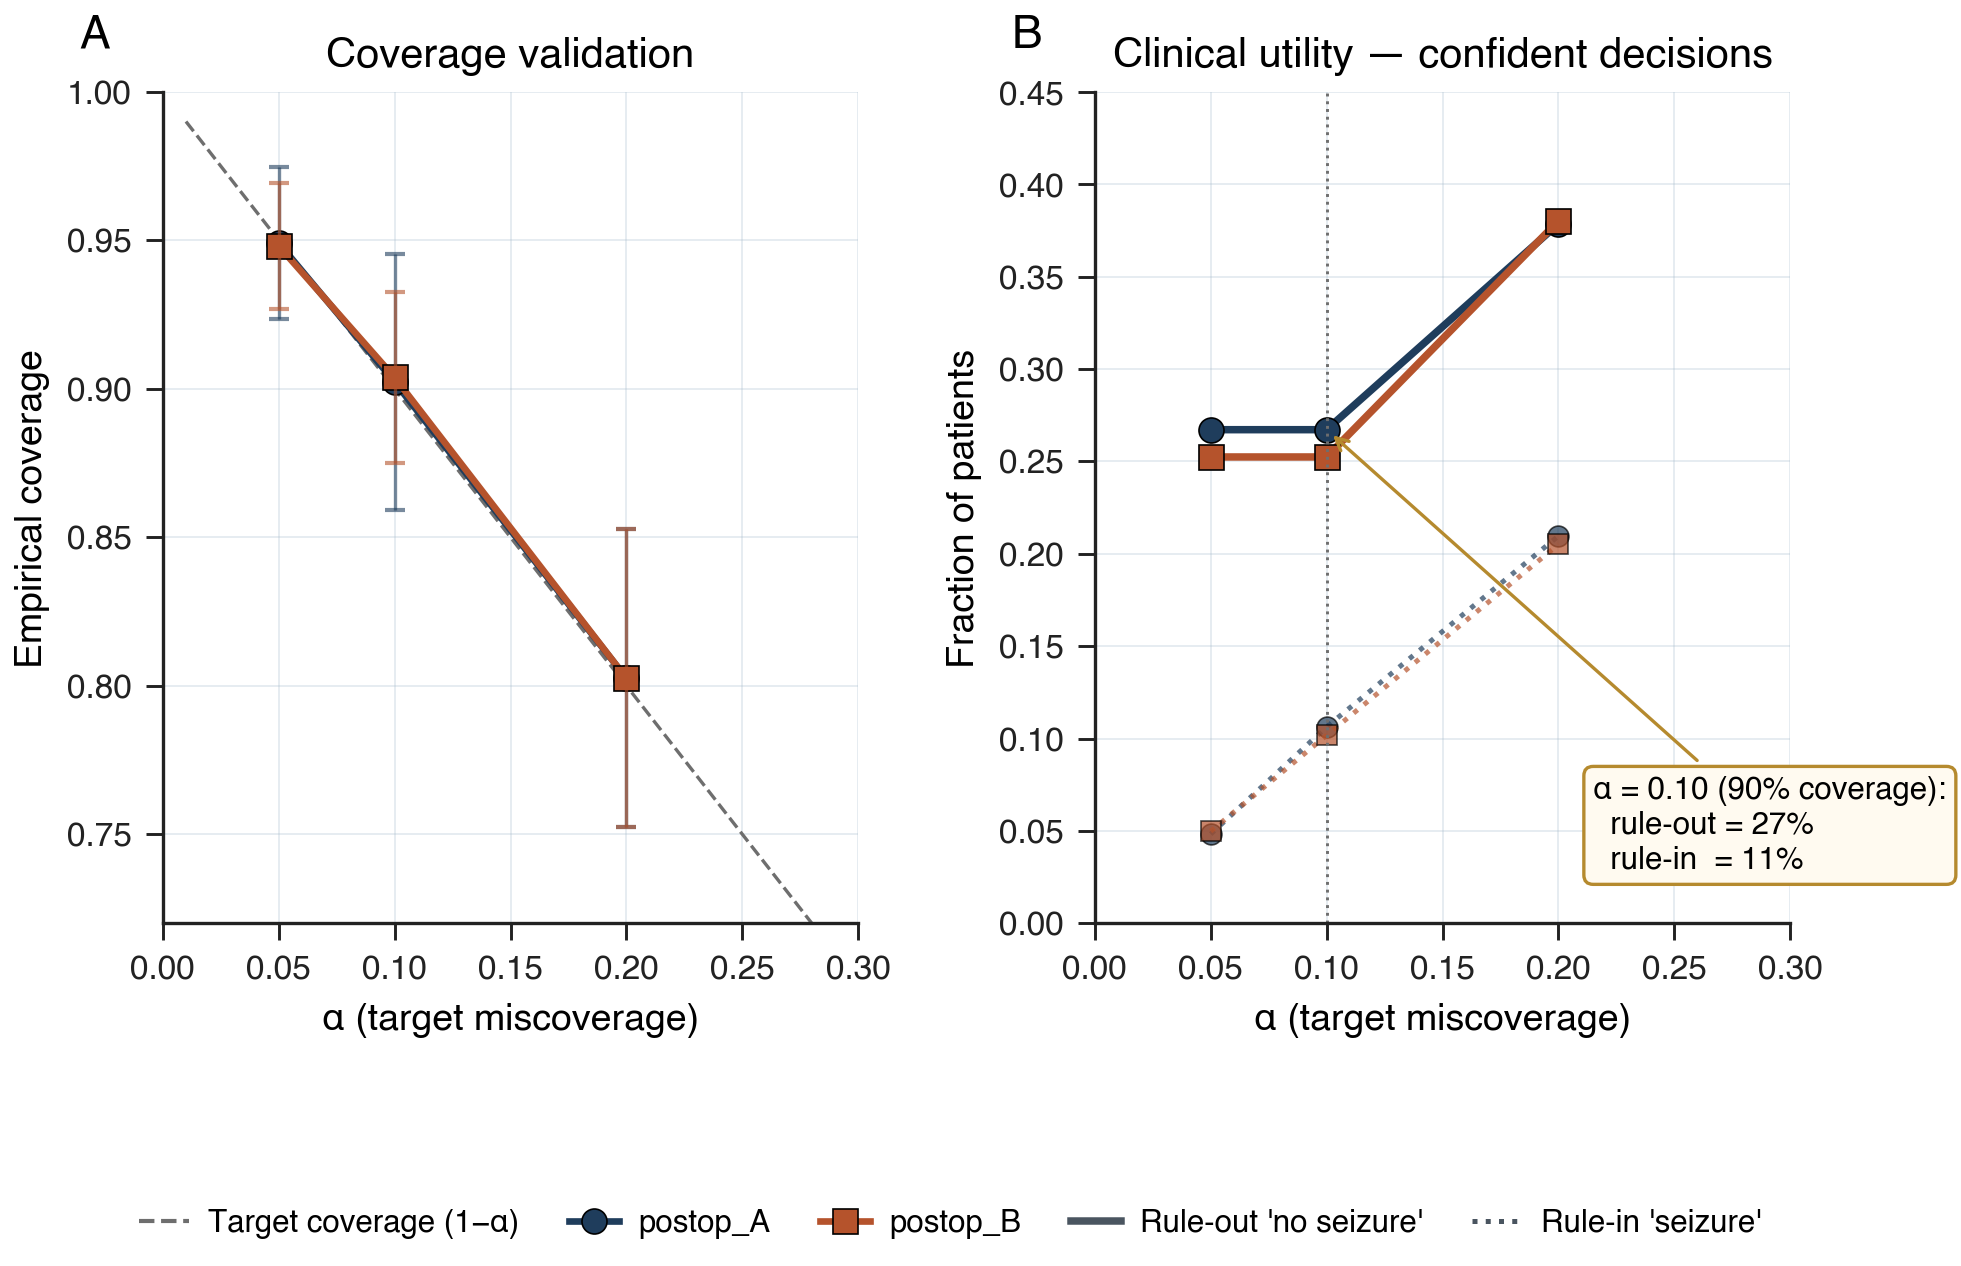 A
Coverage validation
1.00
0.95
0.90
0.85
0.80
0.75
Empirical coverage
0.00 0.05 0.10 0.15 0.20 0.25 0.30
α (target miscoverage)
B
Clinical utility — confident decisions
0.45
0.40
0.35
0.30
0.25
0.20
0.15
0.10
0.05
0.00
Fraction of patients
α = 0.10 (90% coverage):
rule-out = 27%
rule-in = 11%
0.00 0.05 0.10 0.15 0.20 0.25 0.30
α (target miscoverage)
Target coverage (1−α) postop_A postop_B Rule-out 'no seizure' Rule-in 'seizure'